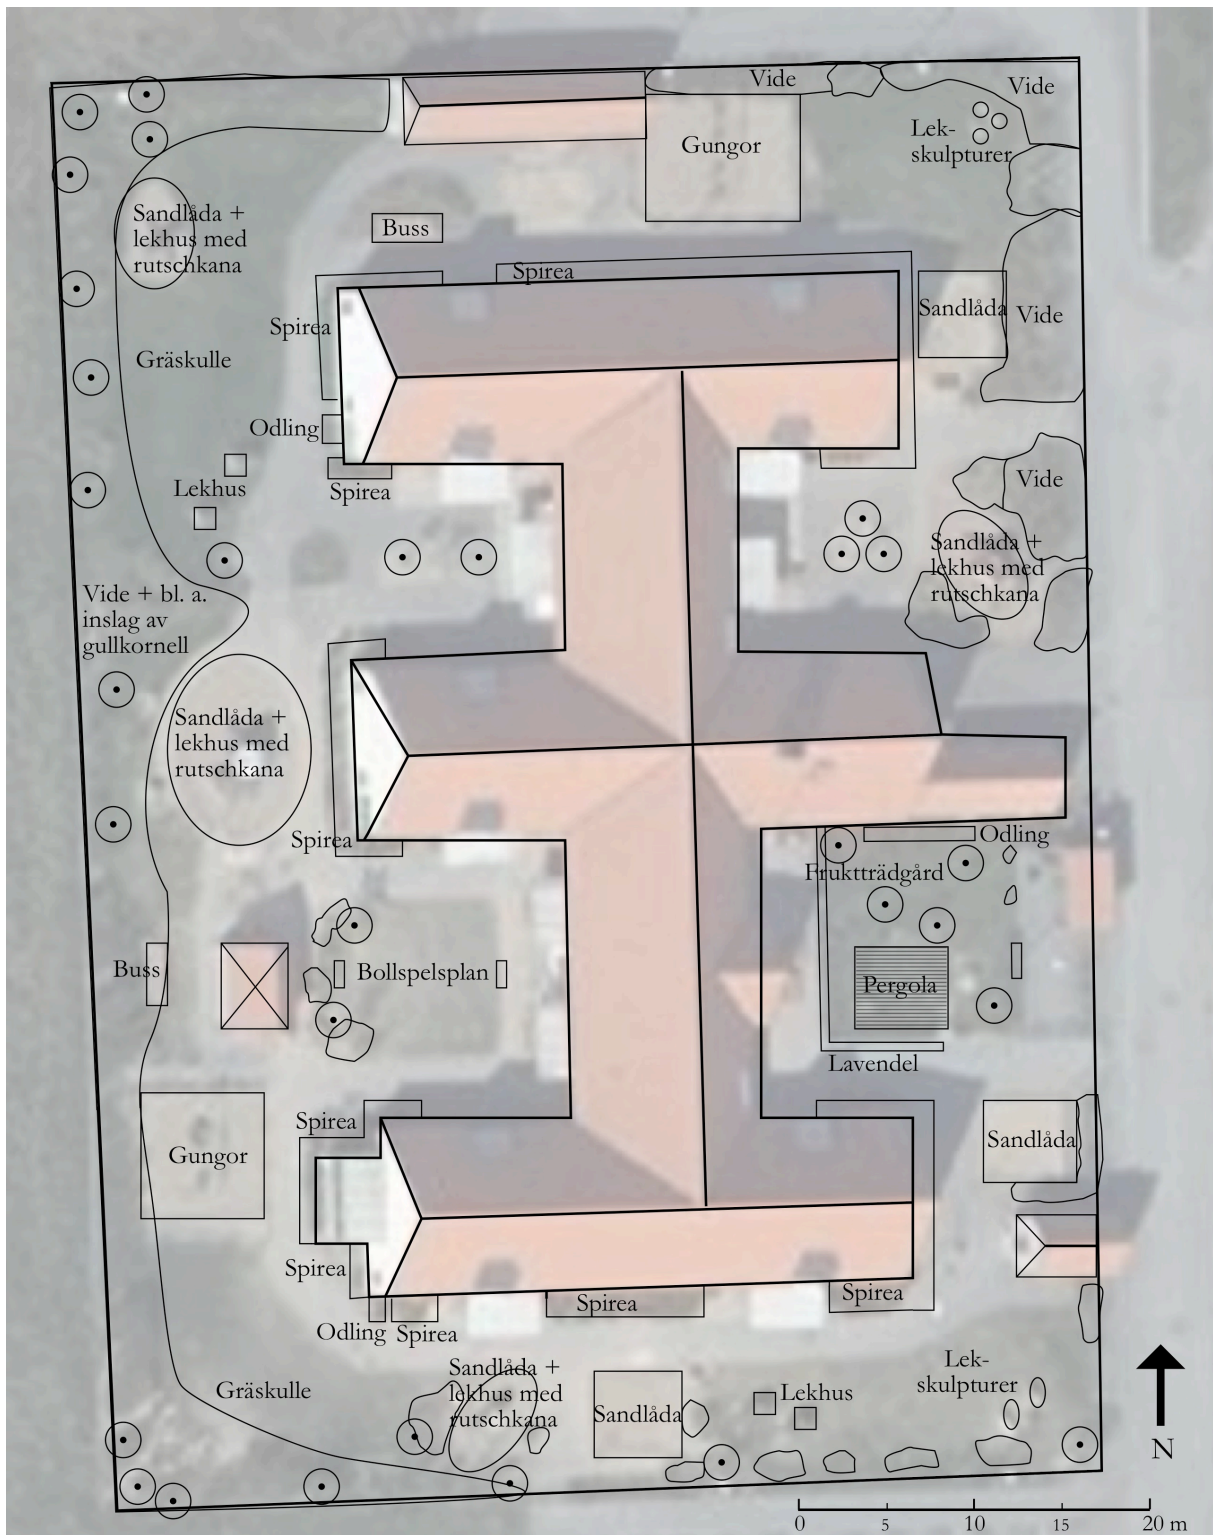 Vide
Vide
Lek-
skulpturer
Gungor
Sandlåda +
lekhus med
rutschkana
Buss
Spirea
Sandlåda
Vide
Spirea
Gräskulle
Odling
Lekhus
Spirea
Vide
Sandlåda +
lekhus med
rutschkana
Vide + bl. a.
inslag av
gullkornell
Sandlåda +
lekhus med
rutschkana
Spirea
Odling
Fruktträdgård
Buss
Bollspelsplan
Pergola
Lavendel
Spirea
Gungor
Sandlåda
Spirea
Spirea
Spirea
Odling
Spirea
Gräskulle
Sandlåda +
lekhus med
rutschkana
Sandlåda
Lekhus
Lek-
skulpturer
N
0
5
10
15
20 m